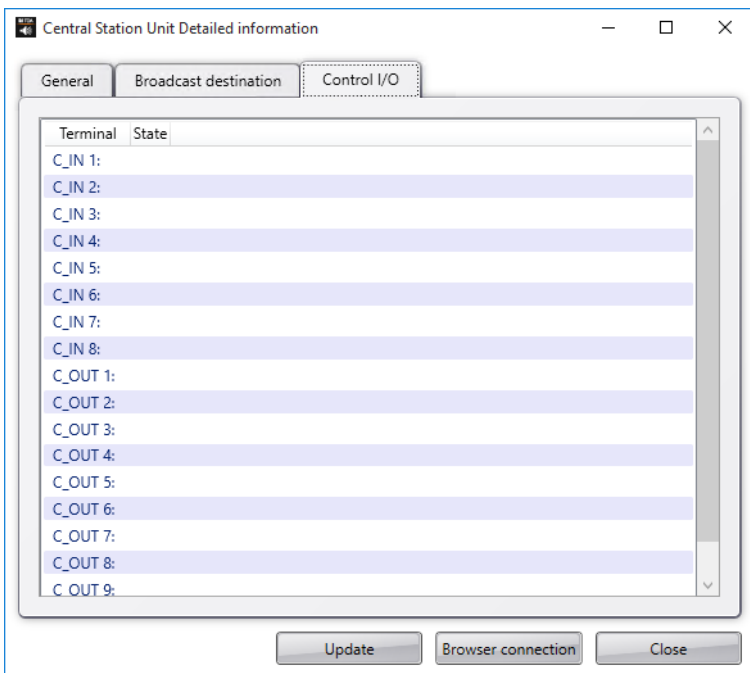 Central Station Unit Detailed information
General Broadcast destination Control I/O
Terminal State
C_IN 1:
C_IN 2:
C_IN 3:
C_IN 4:
C_IN 5:
C_IN 6:
C_IN 7:
C_IN 8:
C_OUT 1:
C_OUT 2:
C_OUT 3:
C_OUT 4:
C_OUT 5:
C_OUT 6:
C_OUT 7:
C_OUT 8:
C_OUT 9:
Update Browser connection Close